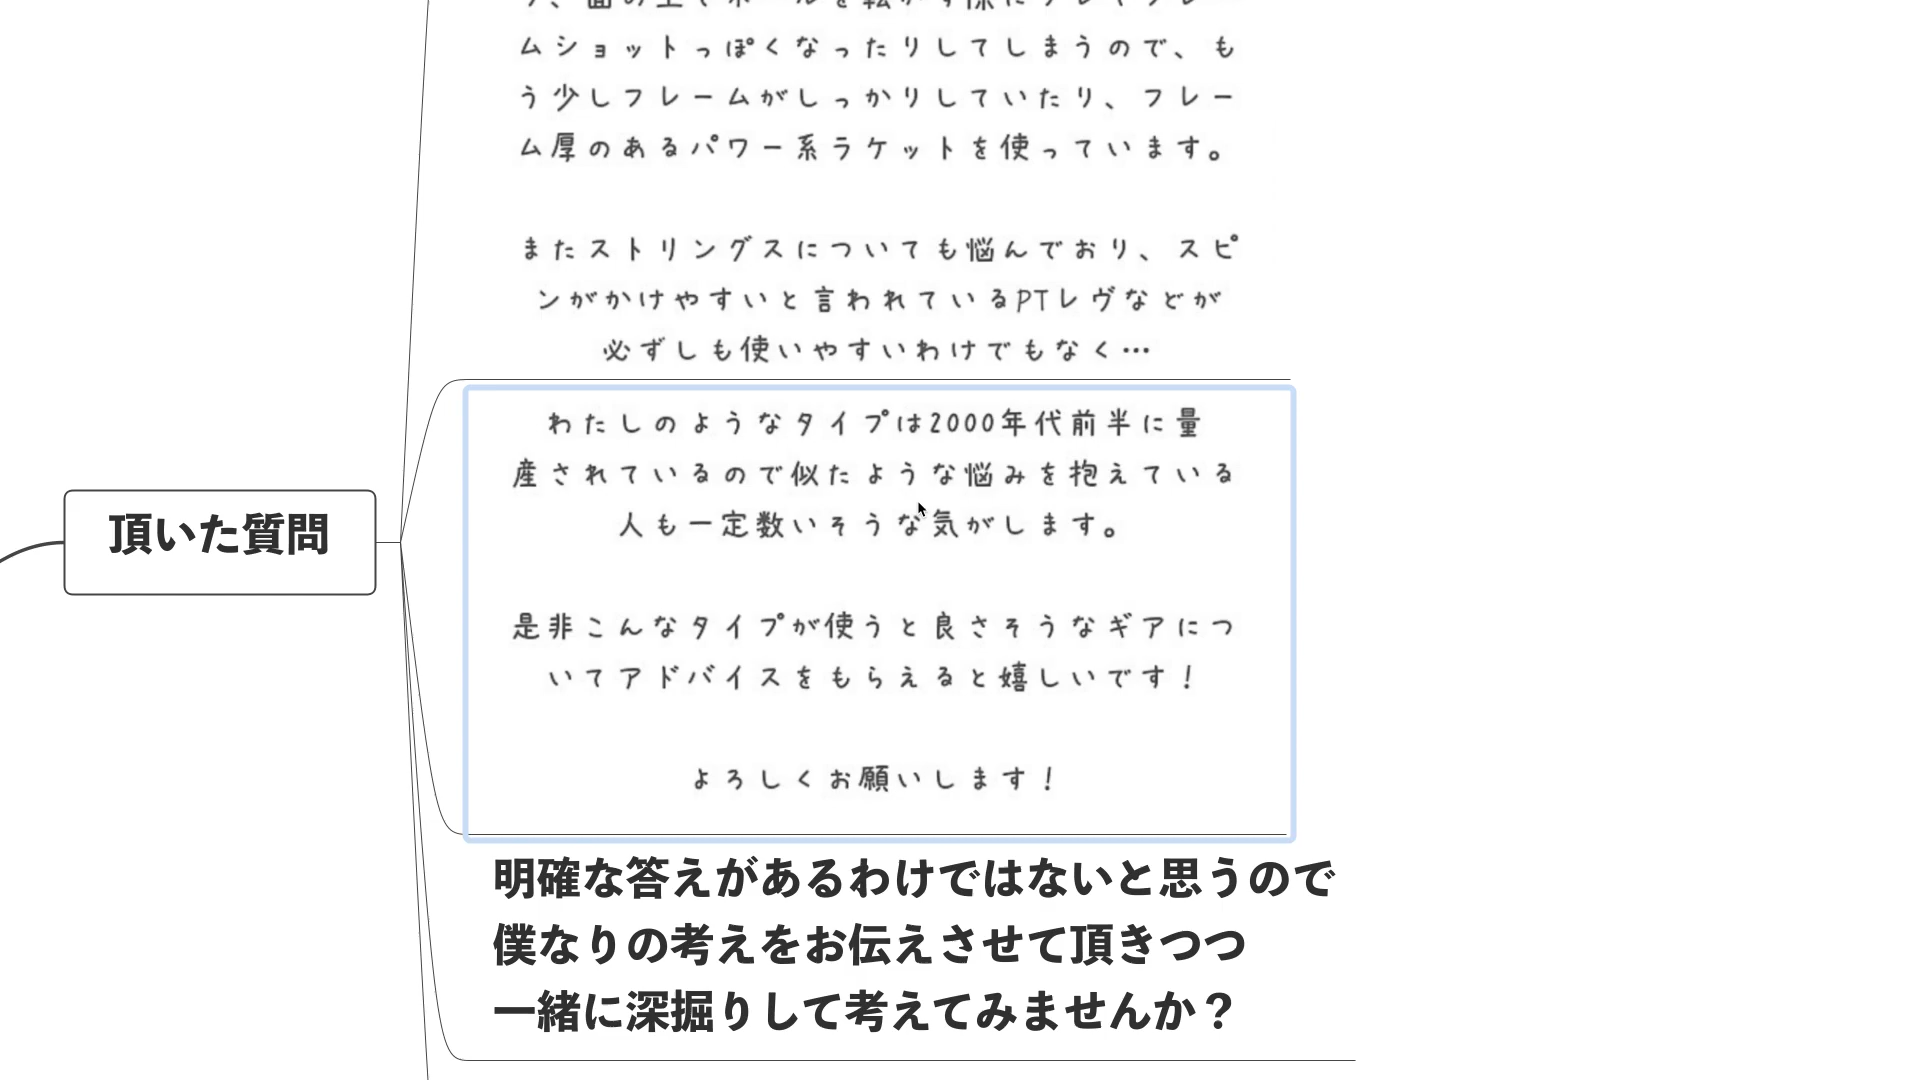 ムショットっぽくなったりしてしまうので、も
う少しフレームがしっかりしていたり、フレー
ム厚のあるパワー系ラケットを使っています。
またストリングスについても悩んでおり、スピ
ンがかけやすいと言われているPTレヴなどが
必ずしも使いやすいわけでもなく…
わたしのようなタイプは2000年代前半に量
産されているので似たような悩みを抱えている
人も一定数いそうな気がします。
頂いた質問
是非こんなタイプが使うと良さそうなギアにつ
いてアドバイスをもらえると嬉しいです！
よろしくお願いします！
明確な答えがあるわけではないと思うので
僕なりの考えをお伝えさせて頂きつつ
一緒に深掘りして考えてみませんか？